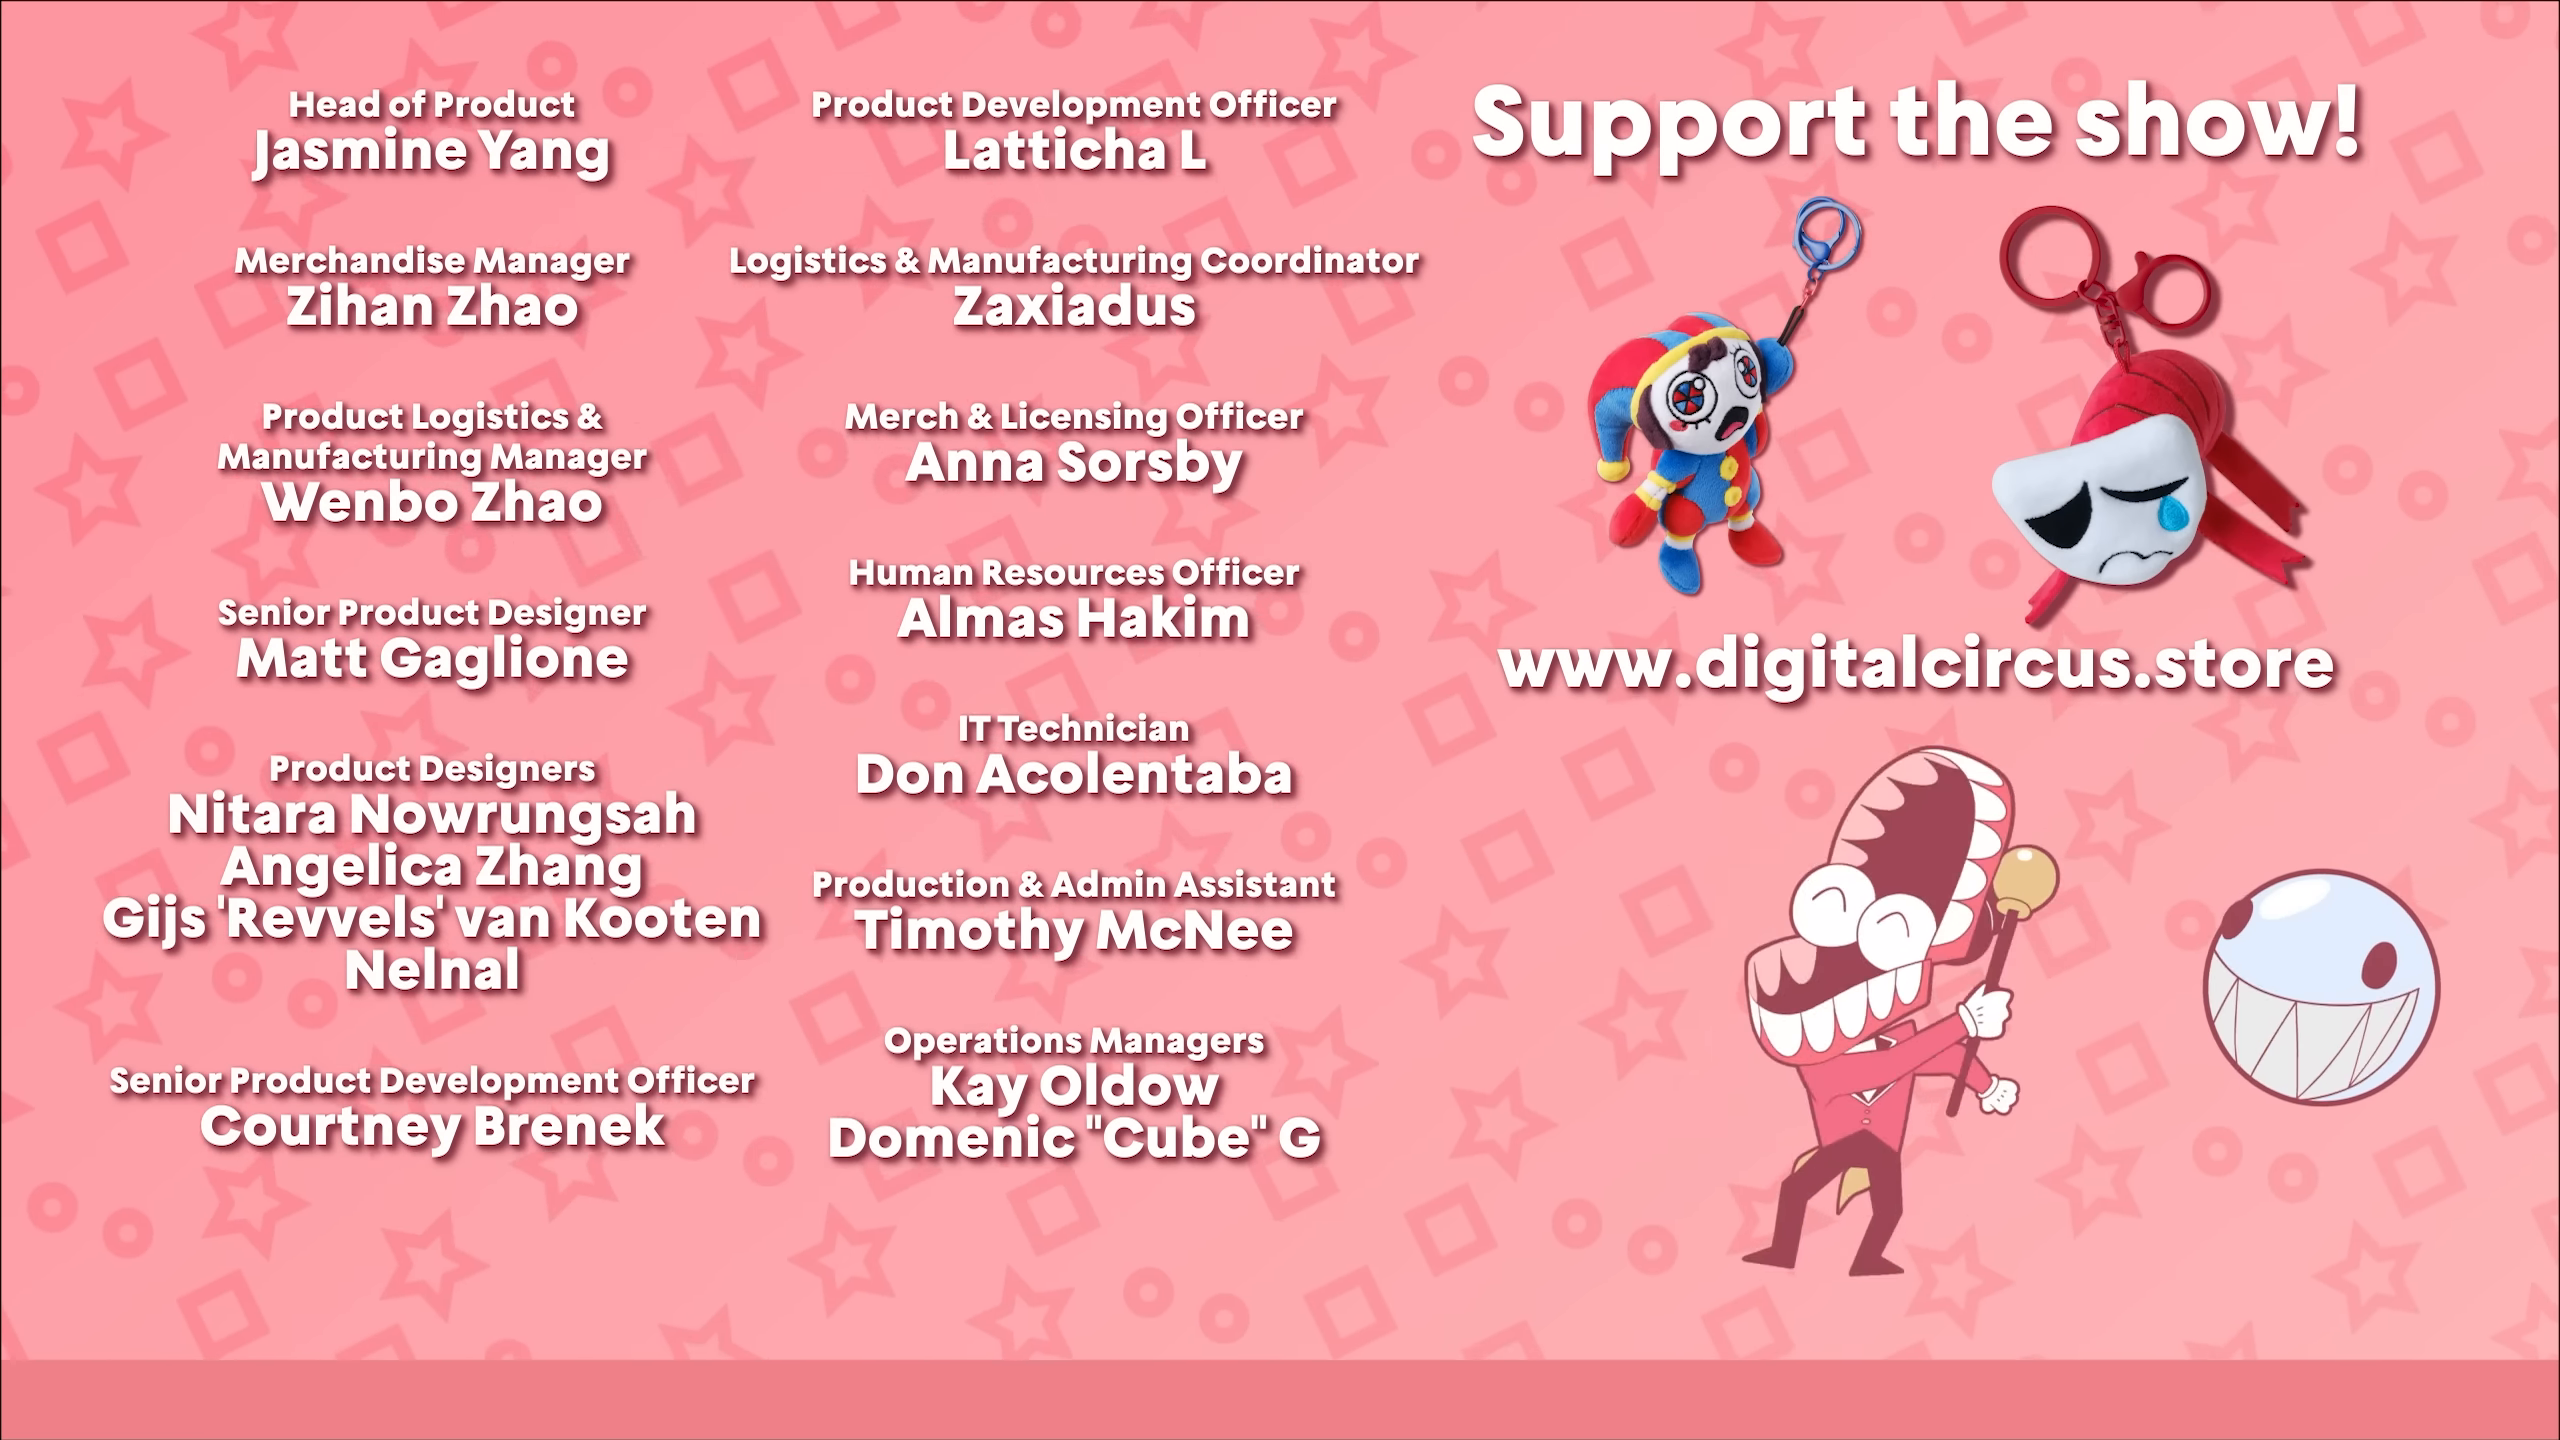 Head of Product
Jasmine Yang
Merchandise Manager
Zihan Zhao
Product Logistics &
Manufacturing Manager
Wenbo Zhao
Senior Product Designer
Matt Gaglione
Product Designers
Nitara Nowrungsah
Angelica Zhang
Gijs 'Revvels' van Kooten
Nelnal
Senior Product Development Officer
Courtney Brenek
Product Development Officer
Latticha L
Logistics & Manufacturing Coordinator
Zaxiadus
Merch & Licensing Officer
Anna Sorsby
Human Resources Officer
Almas Hakim
IT Technician
Don Acolentaba
Production & Admin Assistant
Timothy McNee
Operations Managers
Kay Oldow
Domenic "Cube" G
Support the show!
www.digitalcircus.store